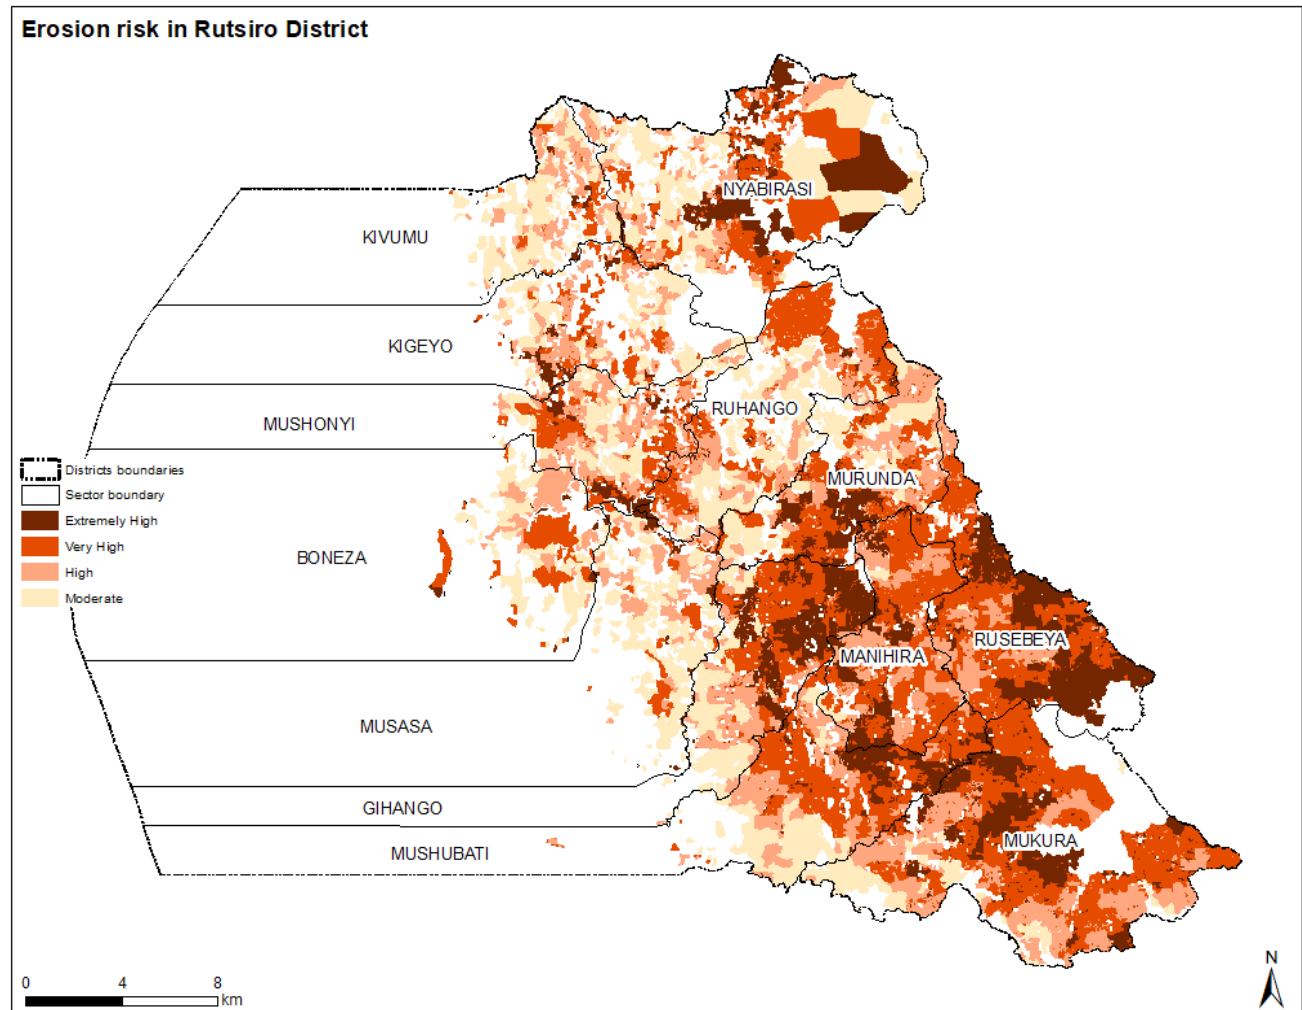 Erosion risk in Rutsiro District
NYABIRASI
KIVUMU
KIGEYO
RUHANGO
MUSHONYI
Districts boundaries
Sector boundary
Extremely High
Very High
High
Moderate
MURUNDA
BONEZA
RUSEBEYA
MANIHIRA
MUSASA
GIHANGO
MUKURA
MUSHUBATI
0 4 8
km
N